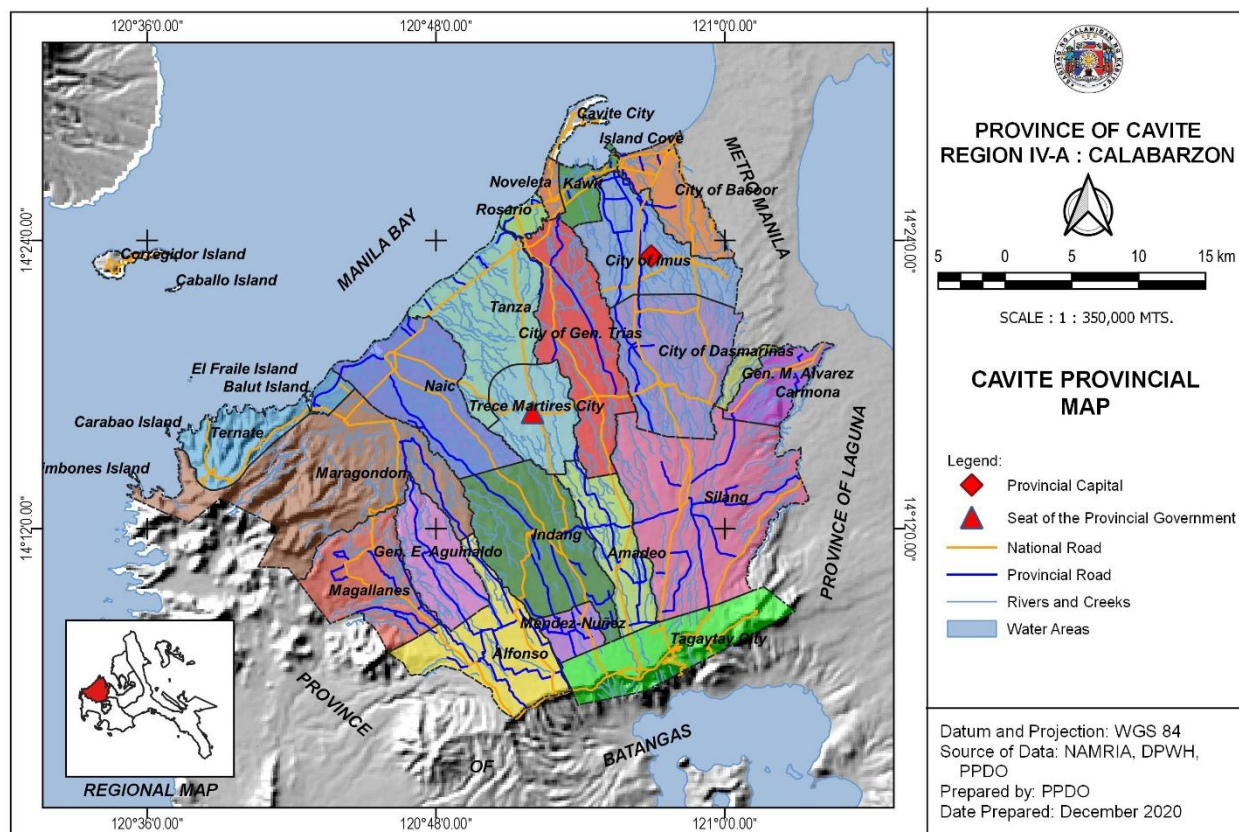 120°36'0.00"
120°48'0.00"
121°0'0.00"
14°24'0.00"
14°24'0.00"
14°12'0.00"
14°12'0.00"
Cavite City
Island Cove
METRO MANILA
Noveleta
Kawit
City of Bacoor
Rosario
MANILA BAY
Corregidor Island
Caballo Island
City of Imus
Tanza
City of Gen. Trias
City of Dasmarinas
El Fraile Island
Balut Island
Naic
Gen. M. Alvarez
Carmona
Trece Martires City
Carabao Island
Ternate
Maragondon
Imbones Island
Silang
PROVINCE OF LAGUNA
Indang
Gen. E. Aguinaldo
Amadeo
Magallanes
Mendez-Nuñez
Tagaytay City
Alfonso
PROVINCE
OF
BATANGAS
REGIONAL MAP
120°36'0.00"
120°48'0.00"
121°0'0.00"
PROVINCE OF CAVITE
REGION IV-A : CALABARZON
5 0 5 10 15 km
SCALE : 1 : 350,000 MTS.
CAVITE PROVINCIAL
MAP
Legend:
Provincial Capital
Seat of the Provincial Government
National Road
Provincial Road
Rivers and Creeks
Water Areas
Datum and Projection: WGS 84
Source of Data: NAMRIA, DPWH,
PPDO
Prepared by: PPDO
Date Prepared: December 2020